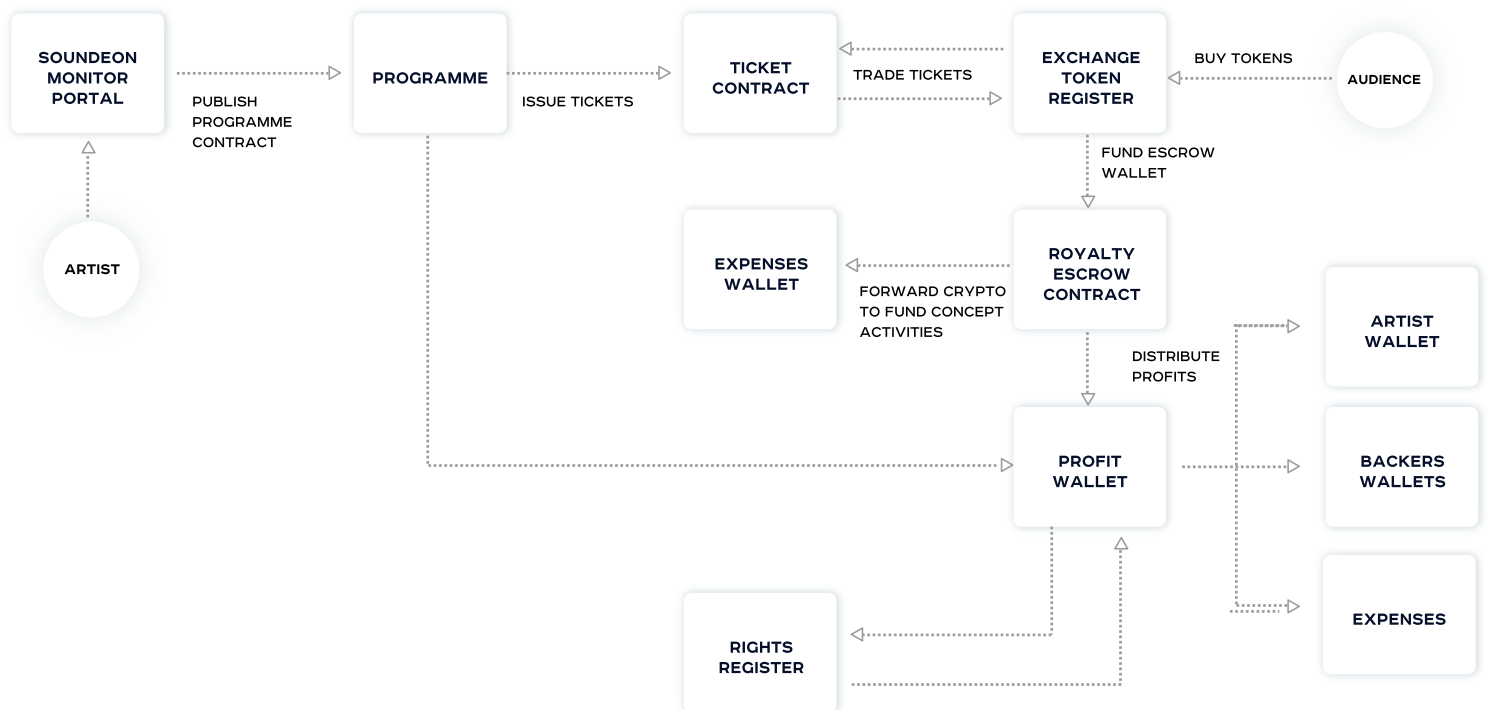 SOUNDEON
MONITOR
PORTAL
PUBLISH
PROGRAMME
CONTRACT
PROGRAMME
ISSUE TICKETS
TICKET
CONTRACT
TRADE TICKETS
EXCHANGE
TOKEN
REGISTER
BUY TOKENS
AUDIENCE
FUND ESCROW
WALLET
ARTIST
EXPENSES
WALLET
FORWARD CRYPTO
TO FUND CONCEPT
ACTIVITIES
ROYALTY
ESCROW
CONTRACT
DISTRIBUTE
PROFITS
ARTIST
WALLET
PROFIT
WALLET
BACKERS
WALLETS
EXPENSES
RIGHTS
REGISTER